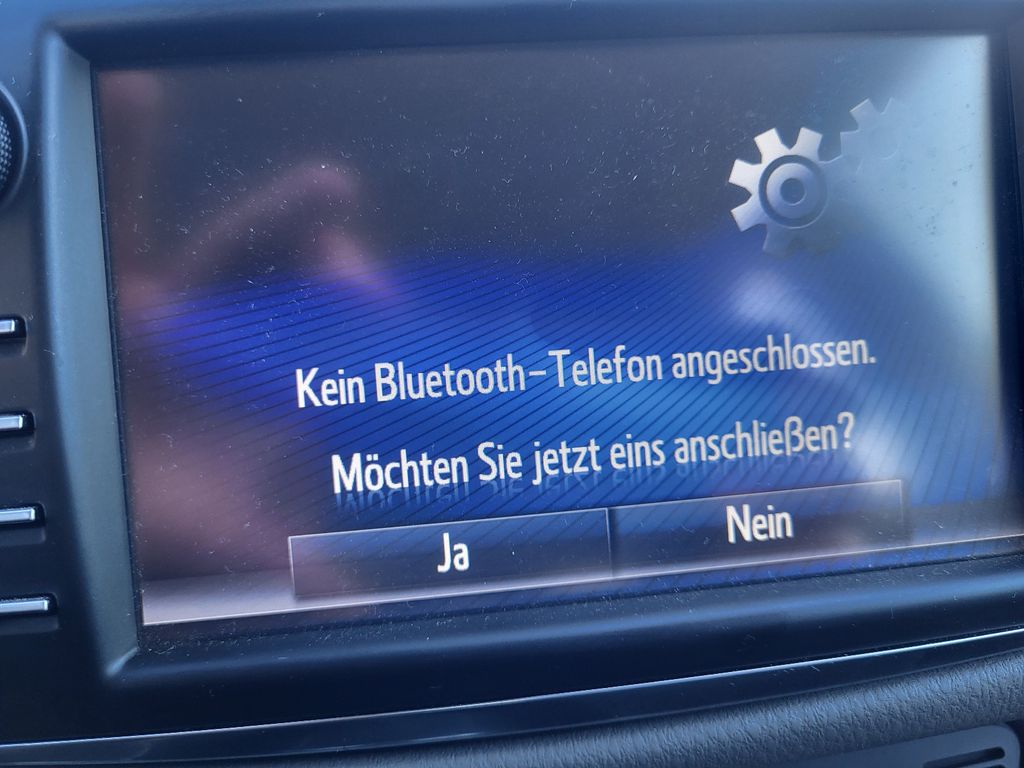 Kein Bluetooth-Telefon angeschlossen.
Möchten Sie jetzt eins anschließen?
Ja
Nein